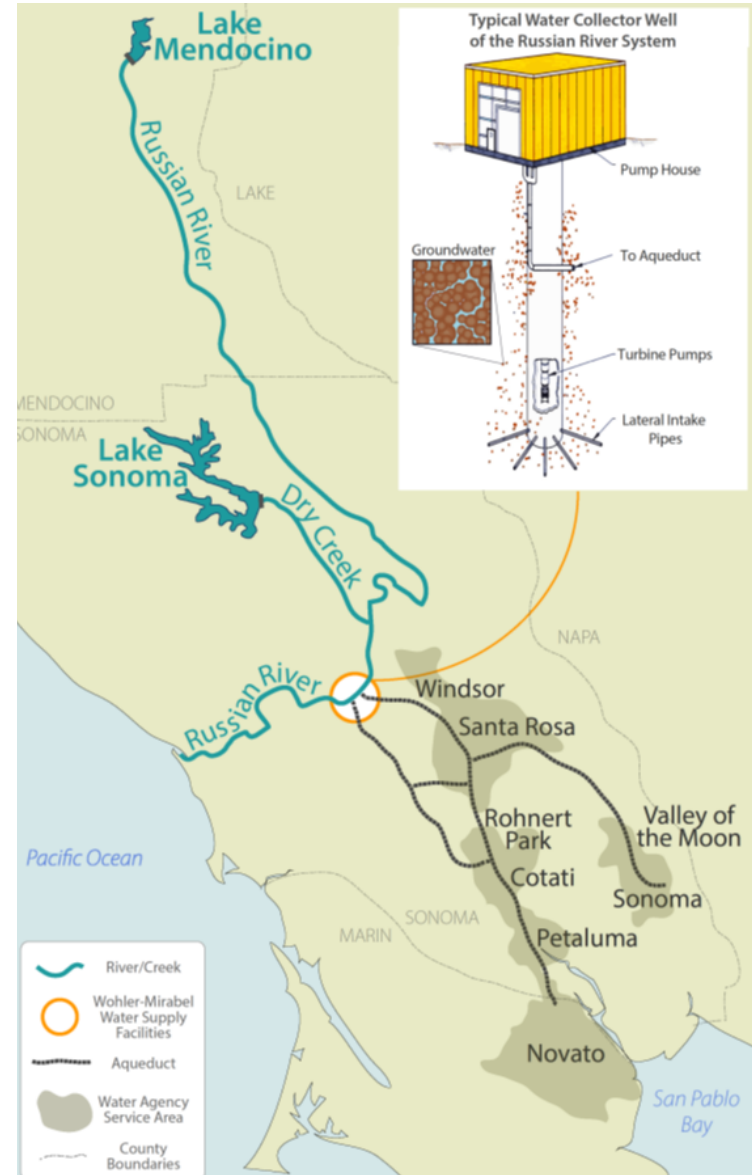 Lake
Mendocino
Russian River
LAKE
MENDOCINO
SONOMA
Lake
Sonoma
Dry Creek
Typical Water Collector Well
of the Russian River System
Pump House
Groundwater
To Aqueduct
Turbine Pumps
Lateral Intake
Pipes
NAPA
Russian River
Windsor
Santa Rosa
Rohnert
Park
Cotati
Valley of
the Moon
Sonoma
Pacific Ocean
SONOMA
MARIN
Petaluma
Novato
San Pablo
Bay
River/Creek
Wohler-Mirabel
Water Supply
Facilities
Aqueduct
Water Agency
Service Area
County
Boundaries